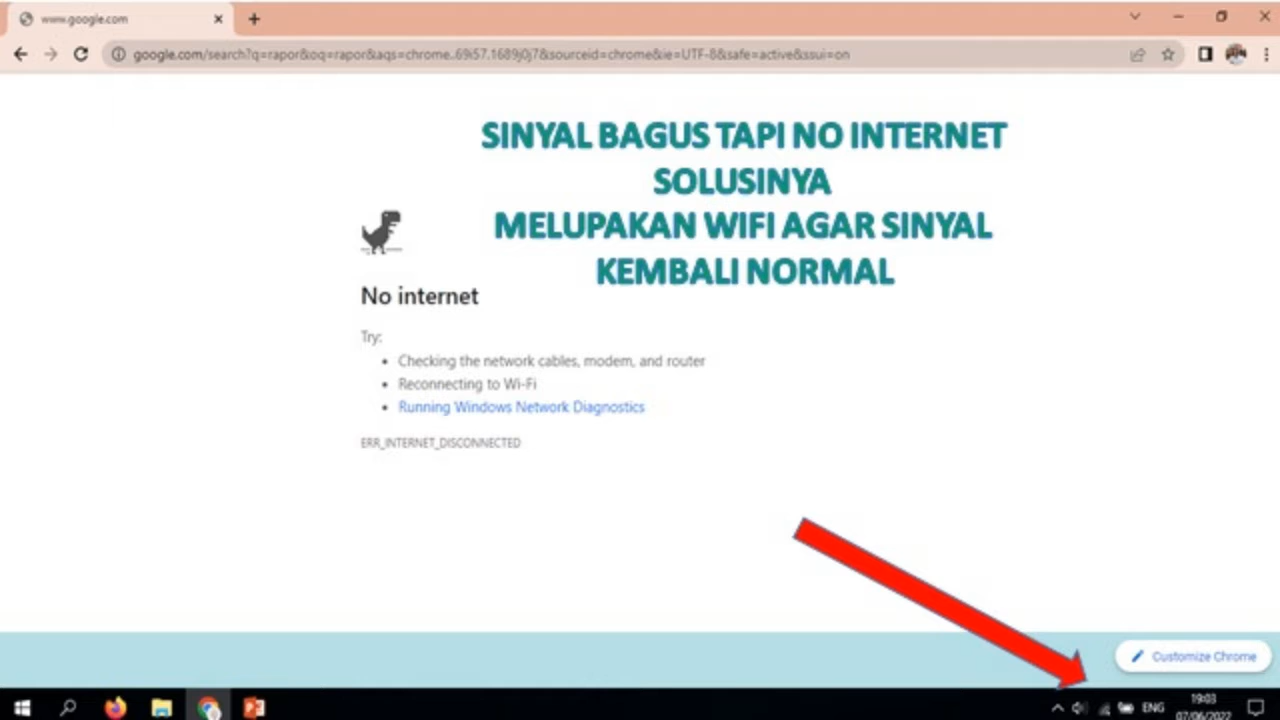 www.google.com
google.com/search?q=rapor&oq=rapor&aqs=chrome..69i57.1689j0j7&sourceid=chrome&ie=UTF-8&safe=active&ssui=on
SINYAL BAGUS TAPI NO INTERNET
SOLUSINYA
MELUPAKAN WIFI AGAR SINYAL
KEMBALI NORMAL
No internet
Try:
• Checking the network cables, modem, and router
• Reconnecting to Wi-Fi
• Running Windows Network Diagnostics
ERR_INTERNET_DISCONNECTED
Customize Chrome
ENG
19:03
07/06/2022